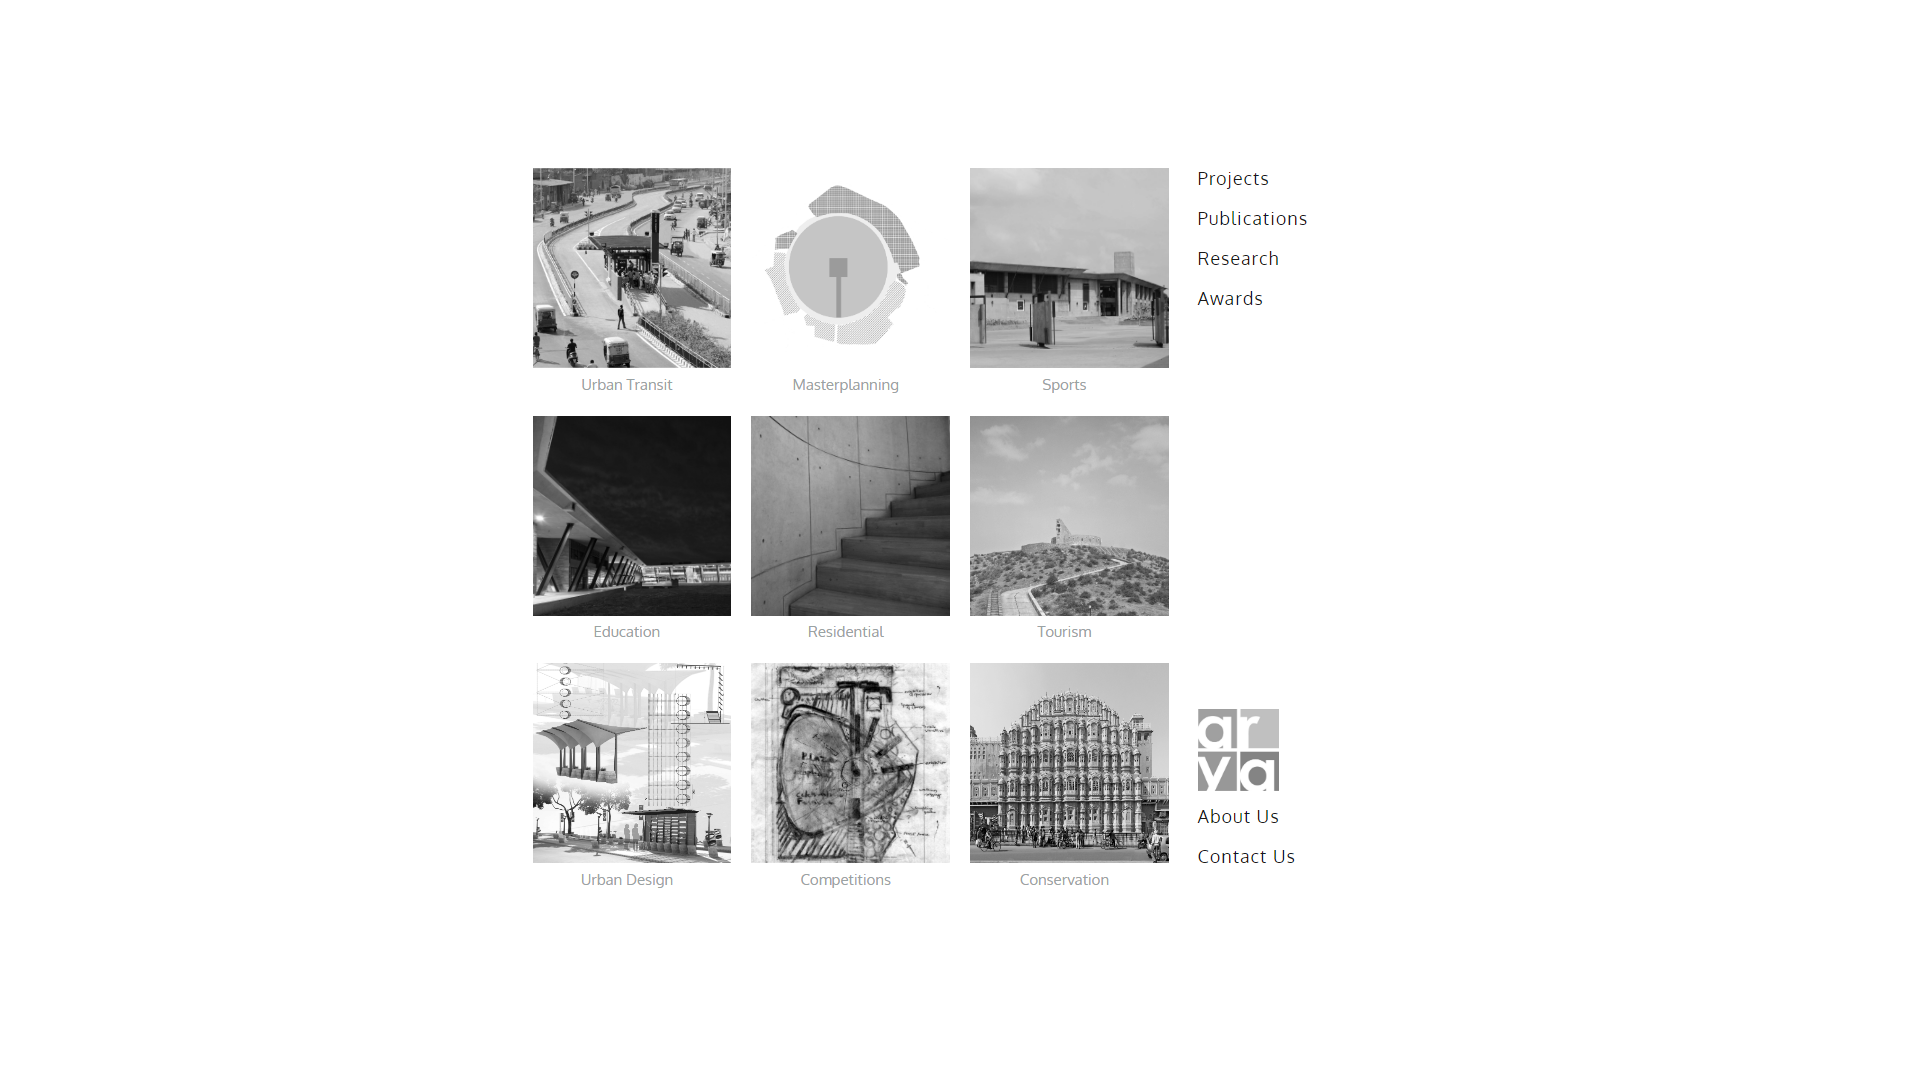 Projects
Publications
Research
Awards
Urban Transit
Masterplanning
Sports
Education
Residential
Tourism
Urban Design
Competitions
Conservation
ar
ya
About Us
Contact Us